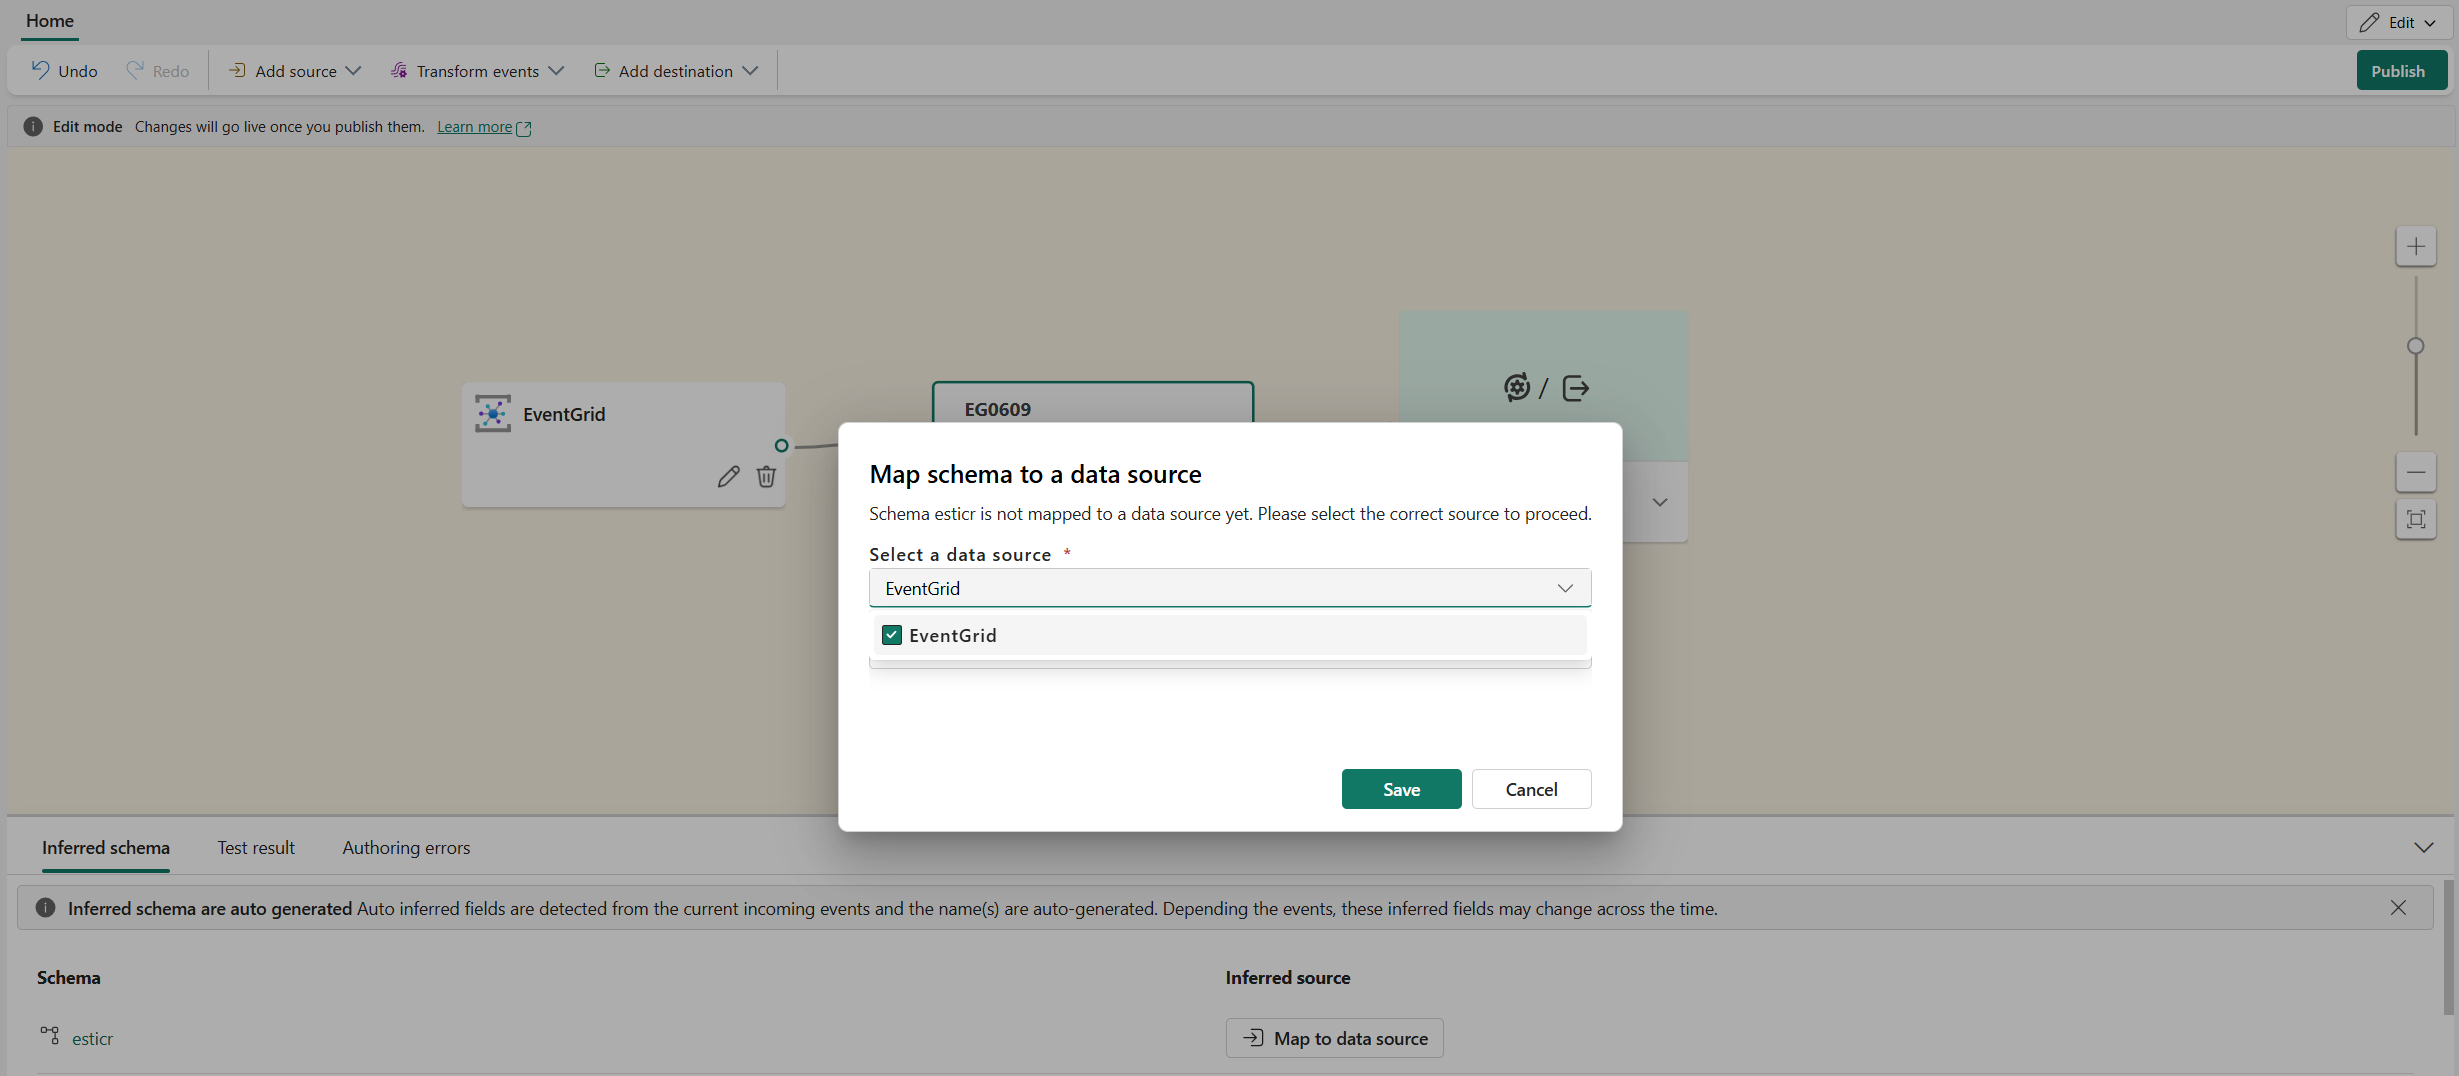 Home
Edit
Undo
Redo
Add source
Transform events
Add destination
Publish
Edit mode Changes will go live once you publish them. Learn more
EventGrid
EG0609
/
Map schema to a data source
Schema esticr is not mapped to a data source yet. Please select the correct source to proceed.
Select a data source *
EventGrid
EventGrid
Save
Cancel
Inferred schema
Test result
Authoring errors
Inferred schema are auto generated Auto inferred fields are detected from the current incoming events and the name(s) are auto-generated. Depending the events, these inferred fields may change across the time.
Schema
Inferred source
esticr
Map to data source